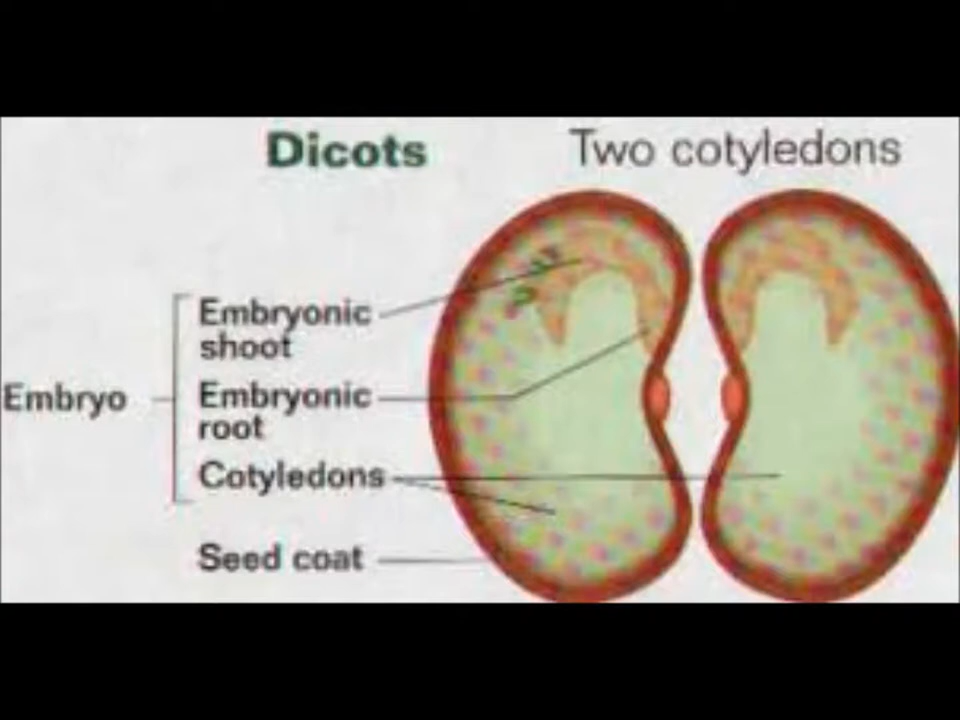 Dicots
Two cotyledons
Embryonic
shoot
Embryo
Embryonic
root
Cotyledons
Seed coat